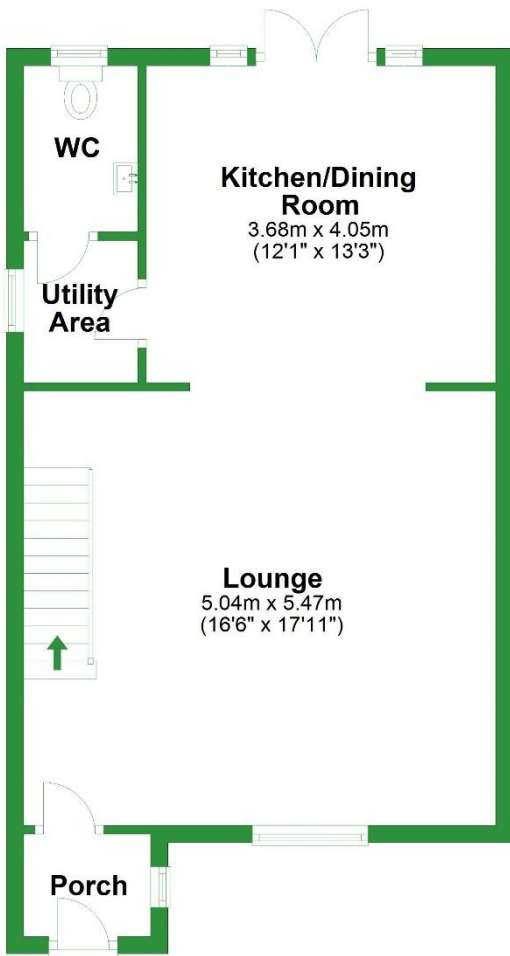 WC
Kitchen/Dining
Room
3.68m x 4.05m
(12'1" x 13'3")
Utility
Area
Lounge
5.04m x 5.47m
(16'6" x 17'11")
Porch